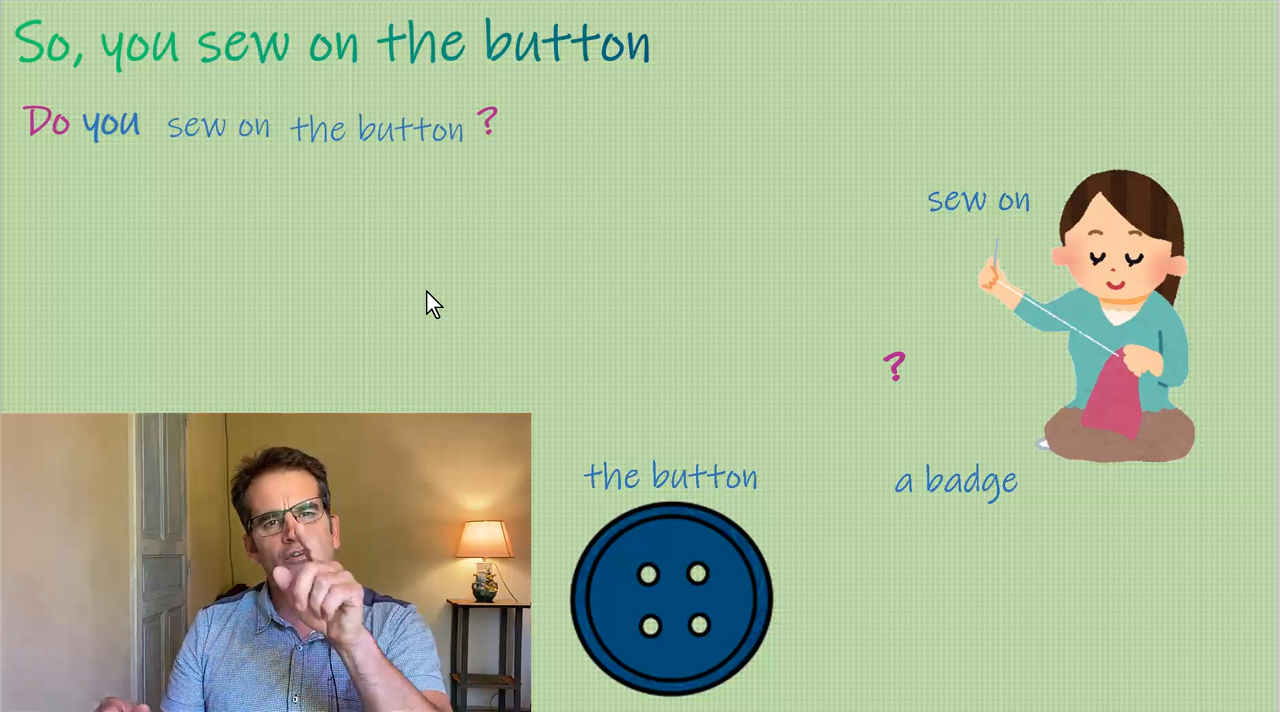 So, you sew on the button
Do you sew on the button ?
sew on
?
the button
a badge